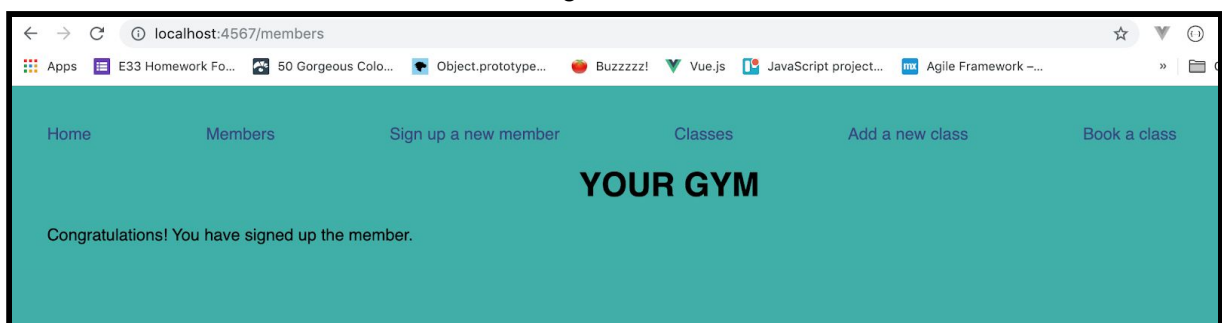 localhost:4567/members
Apps E33 Homework Fo... 50 Gorgeous Colo... Object.prototype... Buzzzzz! Vue.js JavaScript project... mx Agile Framework –... »
Home Members Sign up a new member Classes Add a new class Book a class
YOUR GYM
Congratulations! You have signed up the member.